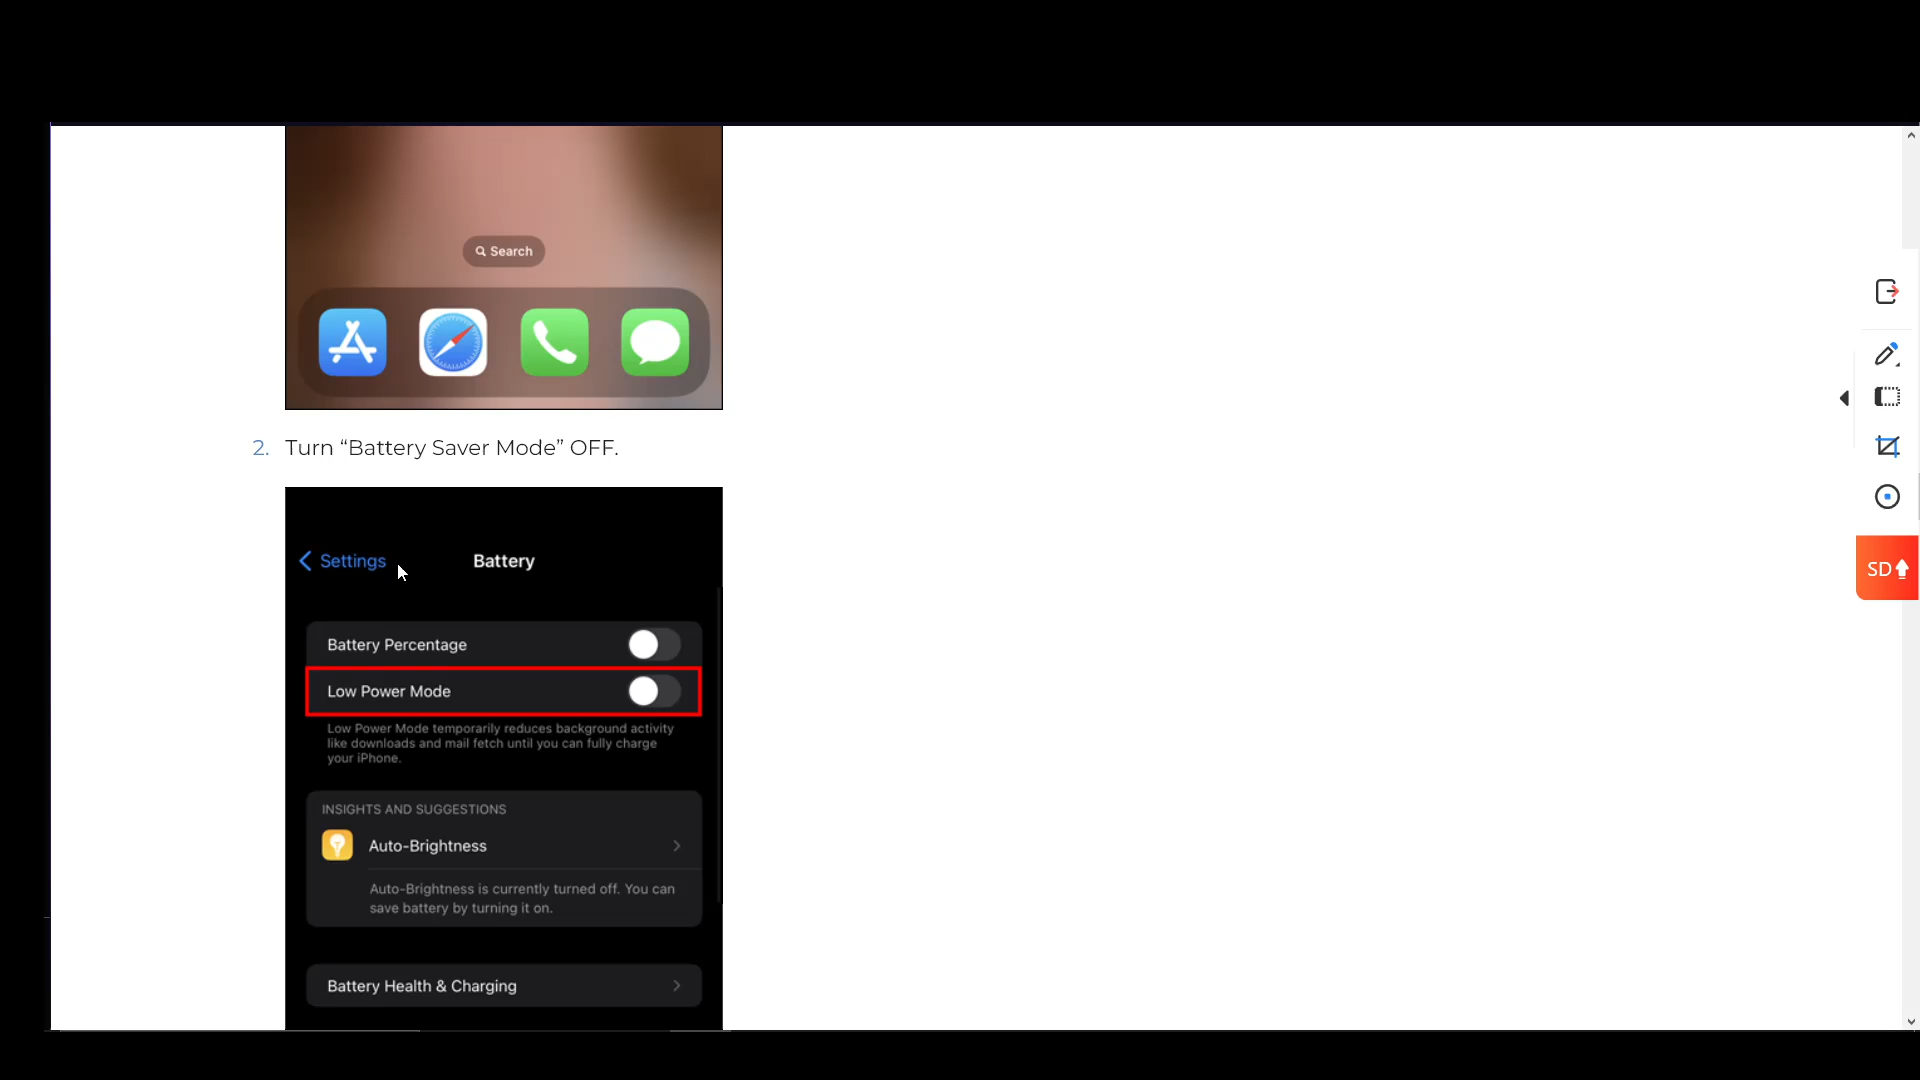 Search
2. Turn “Battery Saver Mode” OFF.
Settings
Battery
Battery Percentage
Low Power Mode
Low Power Mode temporarily reduces background activity
like downloads and mail fetch until you can fully charge
your iPhone.
INSIGHTS AND SUGGESTIONS
Auto-Brightness
Auto-Brightness is currently turned off. You can
save battery by turning it on.
Battery Health & Charging
SD